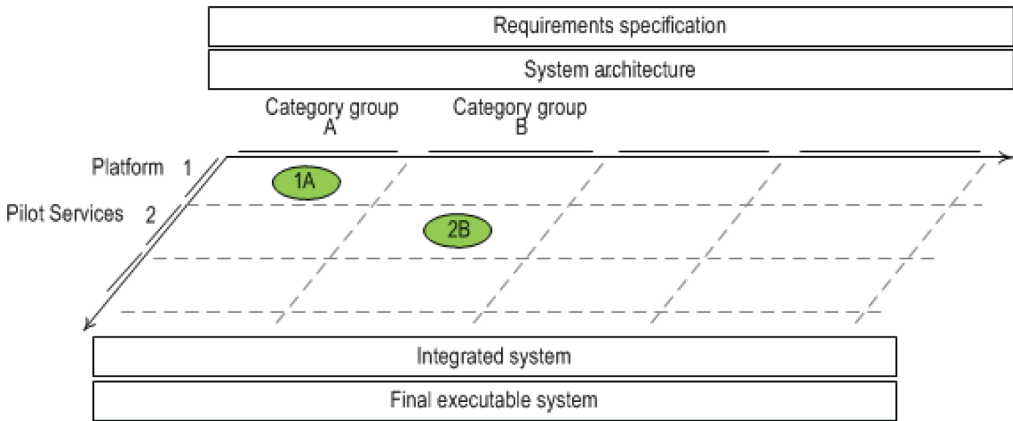 Requirements specification
System architecture
Category group
A
Category group
B
Platform 1
1A
Pilot Services 2
2B
Integrated system
Final executable system